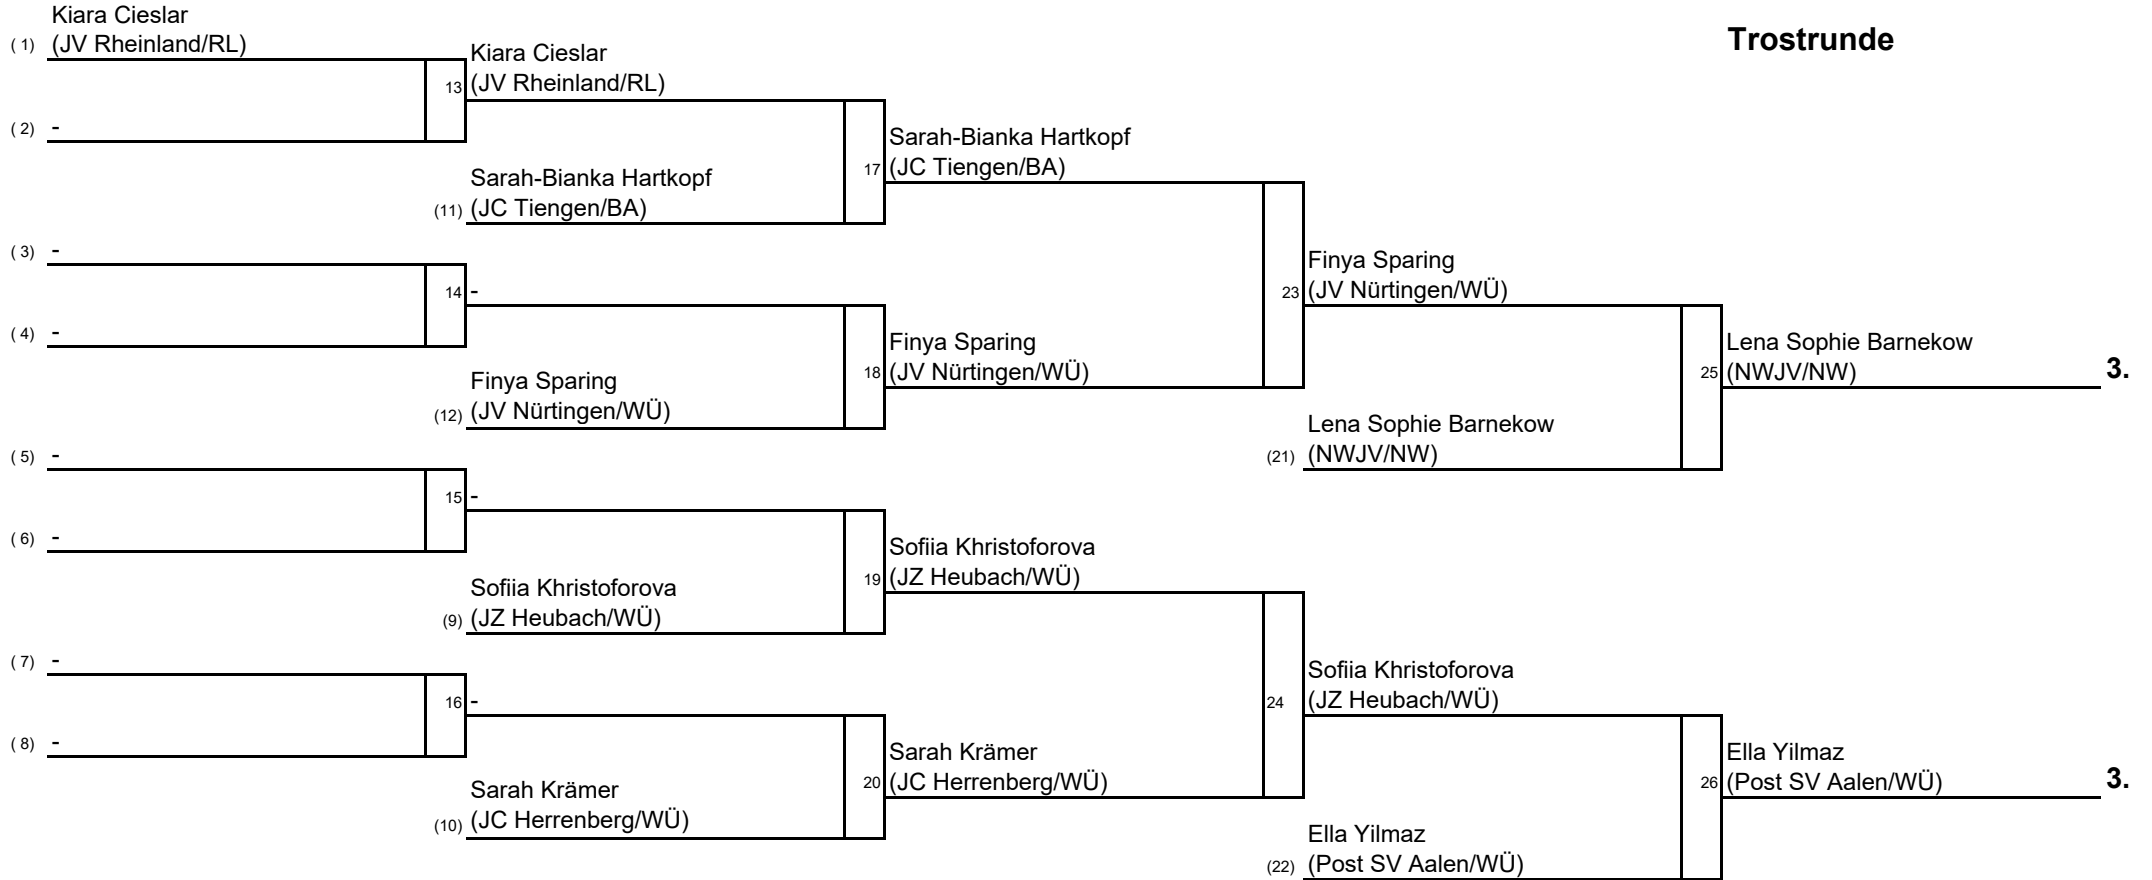 Trostrunde
Kiara Cieslar
( 1) (JV Rheinland/RL)
( 2) -
Kiara Cieslar
13 (JV Rheinland/RL)
Sarah-Bianka Hartkopf
(11) (JC Tiengen/BA)
Sarah-Bianka Hartkopf
17 (JC Tiengen/BA)
( 3) -
( 4) -
14 -
Finya Sparing
(12) (JV Nürtingen/WÜ)
Finya Sparing
18 (JV Nürtingen/WÜ)
Finya Sparing
23 (JV Nürtingen/WÜ)
Lena Sophie Barnekow
(21) (NWJV/NW)
Lena Sophie Barnekow
25 (NWJV/NW)
3.
( 5) -
( 6) -
15 -
Sofiia Khristoforova
(9) (JZ Heubach/WÜ)
Sofiia Khristoforova
19 (JZ Heubach/WÜ)
( 7) -
( 8) -
16 -
Sarah Krämer
(10) (JC Herrenberg/WÜ)
Sarah Krämer
20 (JC Herrenberg/WÜ)
Sofiia Khristoforova
24 (JZ Heubach/WÜ)
Ella Yilmaz
(22) (Post SV Aalen/WÜ)
Ella Yilmaz
26 (Post SV Aalen/WÜ)
3.